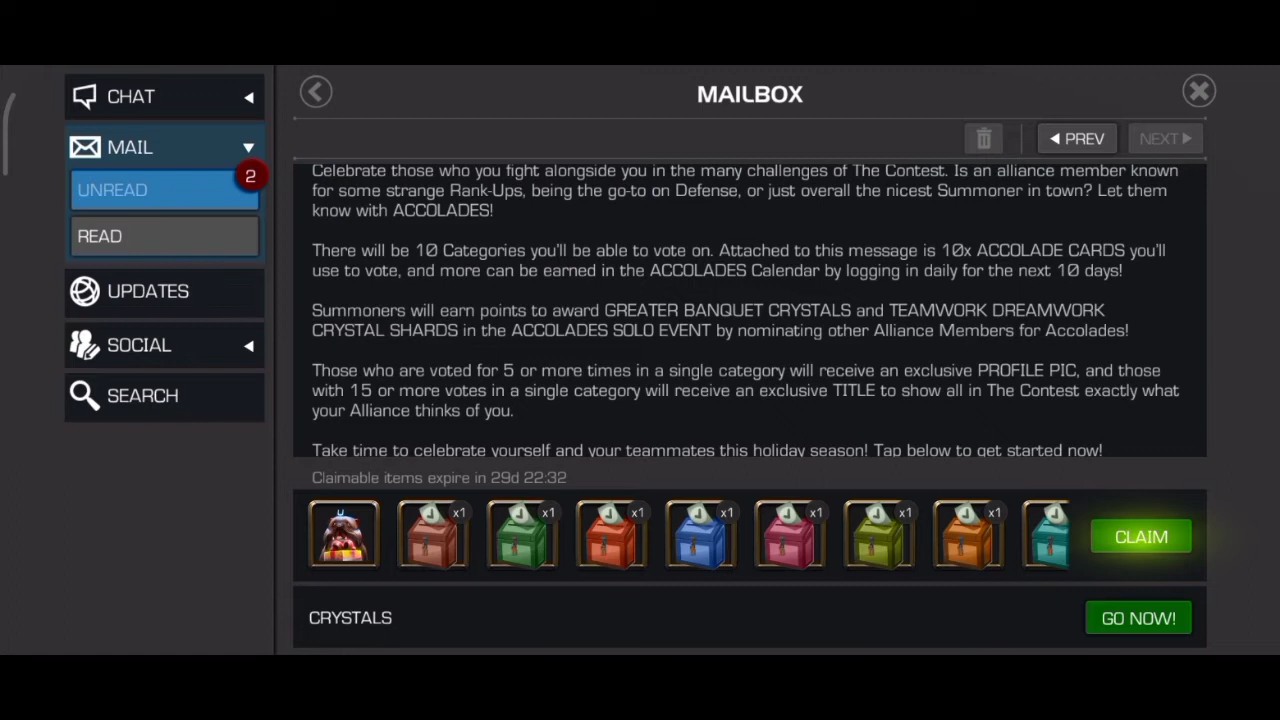 CHAT
MAILBOX
MAIL
PREV
NEXT
2
UNREAD
READ
UPDATES
SOCIAL
SEARCH
Celebrate those who you fight alongside you in the many challenges of The Contest. Is an alliance member known
for some strange Rank-Ups, being the go-to on Defense, or just overall the nicest Summoner in town? Let them
know with ACCOLADES!
There will be 10 Categories you'll be able to vote on. Attached to this message is 10x ACCOLADE CARDS you'll
use to vote, and more can be earned in the ACCOLADES Calendar by logging in daily for the next 10 days!
Summoners will earn points to award GREATER BANQUET CRYSTALS and TEAMWORK DREAMWORK
CRYSTAL SHARDS in the ACCOLADES SOLO EVENT by nominating other Alliance Members for Accolades!
Those who are voted for 5 or more times in a single category will receive an exclusive PROFILE PIC, and those
with 15 or more votes in a single category will receive an exclusive TITLE to show all in The Contest exactly what
your Alliance thinks of you.
Take time to celebrate yourself and your teammates this holiday season! Tap below to get started now!
Claimable items expire in 29d 22:32
x1 x1 x1 x1 x1 x1 x1
CLAIM
CRYSTALS
GO NOW!